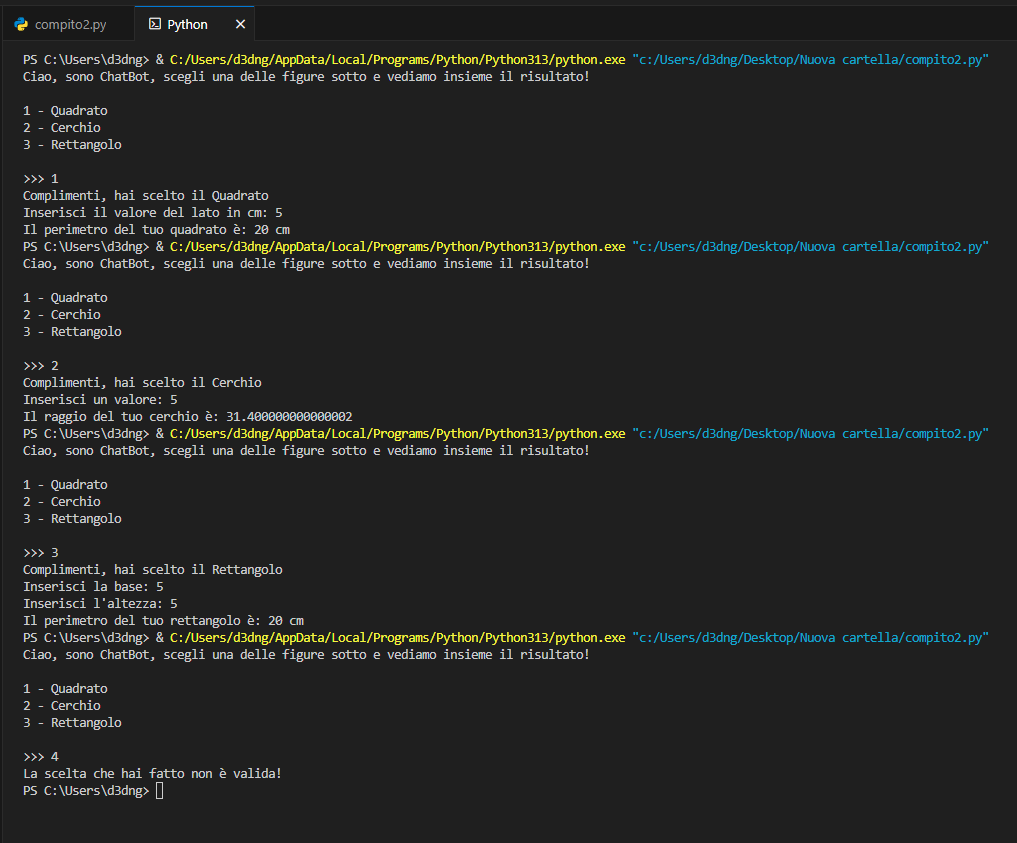 compito2.py
Python
PS C:\Users\d3dng> & C:/Users/d3dng/AppData/Local/Programs/Python/Python313/python.exe "c:/Users/d3dng/Desktop/Nuova cartella/compito2.py"
Ciao, sono ChatBot, scegli una delle figure sotto e vediamo insieme il risultato!
1 - Quadrato
2 - Cerchio
3 - Rettangolo
>>> 1
Complimenti, hai scelto il Quadrato
Inserisci il valore del lato in cm: 5
Il perimetro del tuo quadrato è: 20 cm
PS C:\Users\d3dng> & C:/Users/d3dng/AppData/Local/Programs/Python/Python313/python.exe "c:/Users/d3dng/Desktop/Nuova cartella/compito2.py"
Ciao, sono ChatBot, scegli una delle figure sotto e vediamo insieme il risultato!
1 - Quadrato
2 - Cerchio
3 - Rettangolo
>>> 2
Complimenti, hai scelto il Cerchio
Inserisci un valore: 5
Il raggio del tuo cerchio è: 31.400000000000002
PS C:\Users\d3dng> & C:/Users/d3dng/AppData/Local/Programs/Python/Python313/python.exe "c:/Users/d3dng/Desktop/Nuova cartella/compito2.py"
Ciao, sono ChatBot, scegli una delle figure sotto e vediamo insieme il risultato!
1 - Quadrato
2 - Cerchio
3 - Rettangolo
>>> 3
Complimenti, hai scelto il Rettangolo
Inserisci la base: 5
Inserisci l'altezza: 5
Il perimetro del tuo rettangolo è: 20 cm
PS C:\Users\d3dng> & C:/Users/d3dng/AppData/Local/Programs/Python/Python313/python.exe "c:/Users/d3dng/Desktop/Nuova cartella/compito2.py"
Ciao, sono ChatBot, scegli una delle figure sotto e vediamo insieme il risultato!
1 - Quadrato
2 - Cerchio
3 - Rettangolo
>>> 4
La scelta che hai fatto non è valida!
PS C:\Users\d3dng>